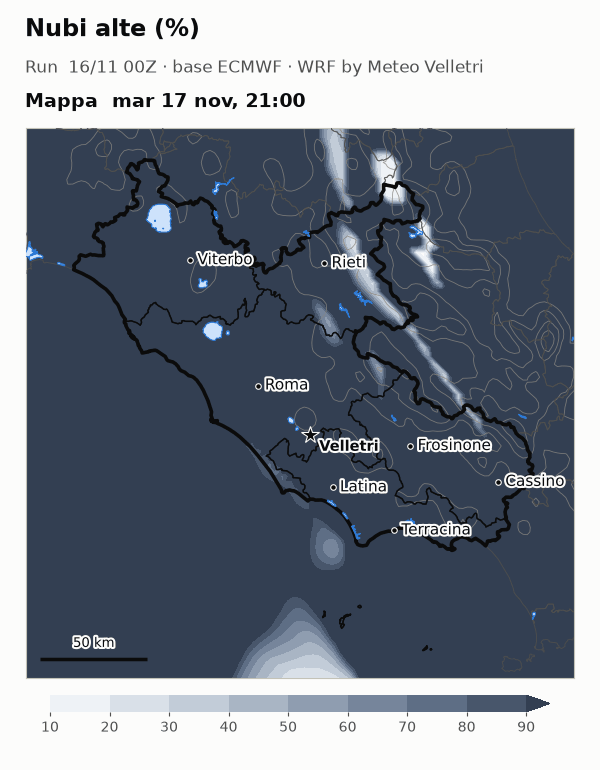 Nubi alte (%)
Run  16/11 00Z · base ECMWF · WRF by Meteo Velletri
Mappa  mar 17 nov, 21:00
Viterbo
Rieti
Roma
Velletri
Frosinone
Latina
Cassino
Terracina
50 km
10 20 30 40 50 60 70 80 90